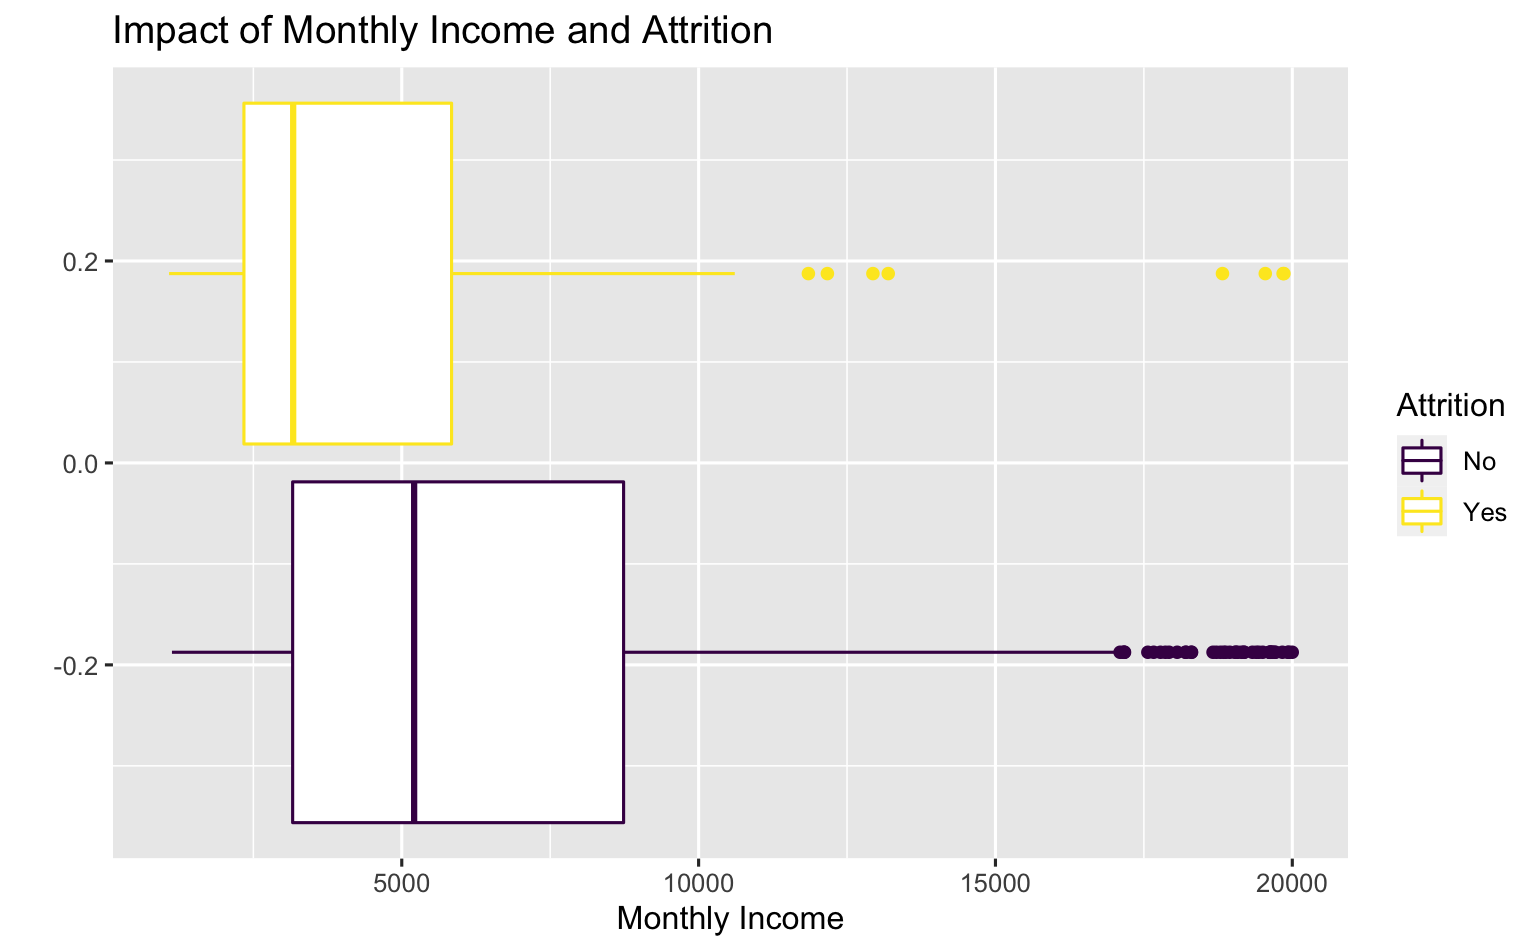 Impact of Monthly Income and Attrition
0.2
0.0
-0.2
5000 10000 15000 20000
Monthly Income
Attrition
No
Yes